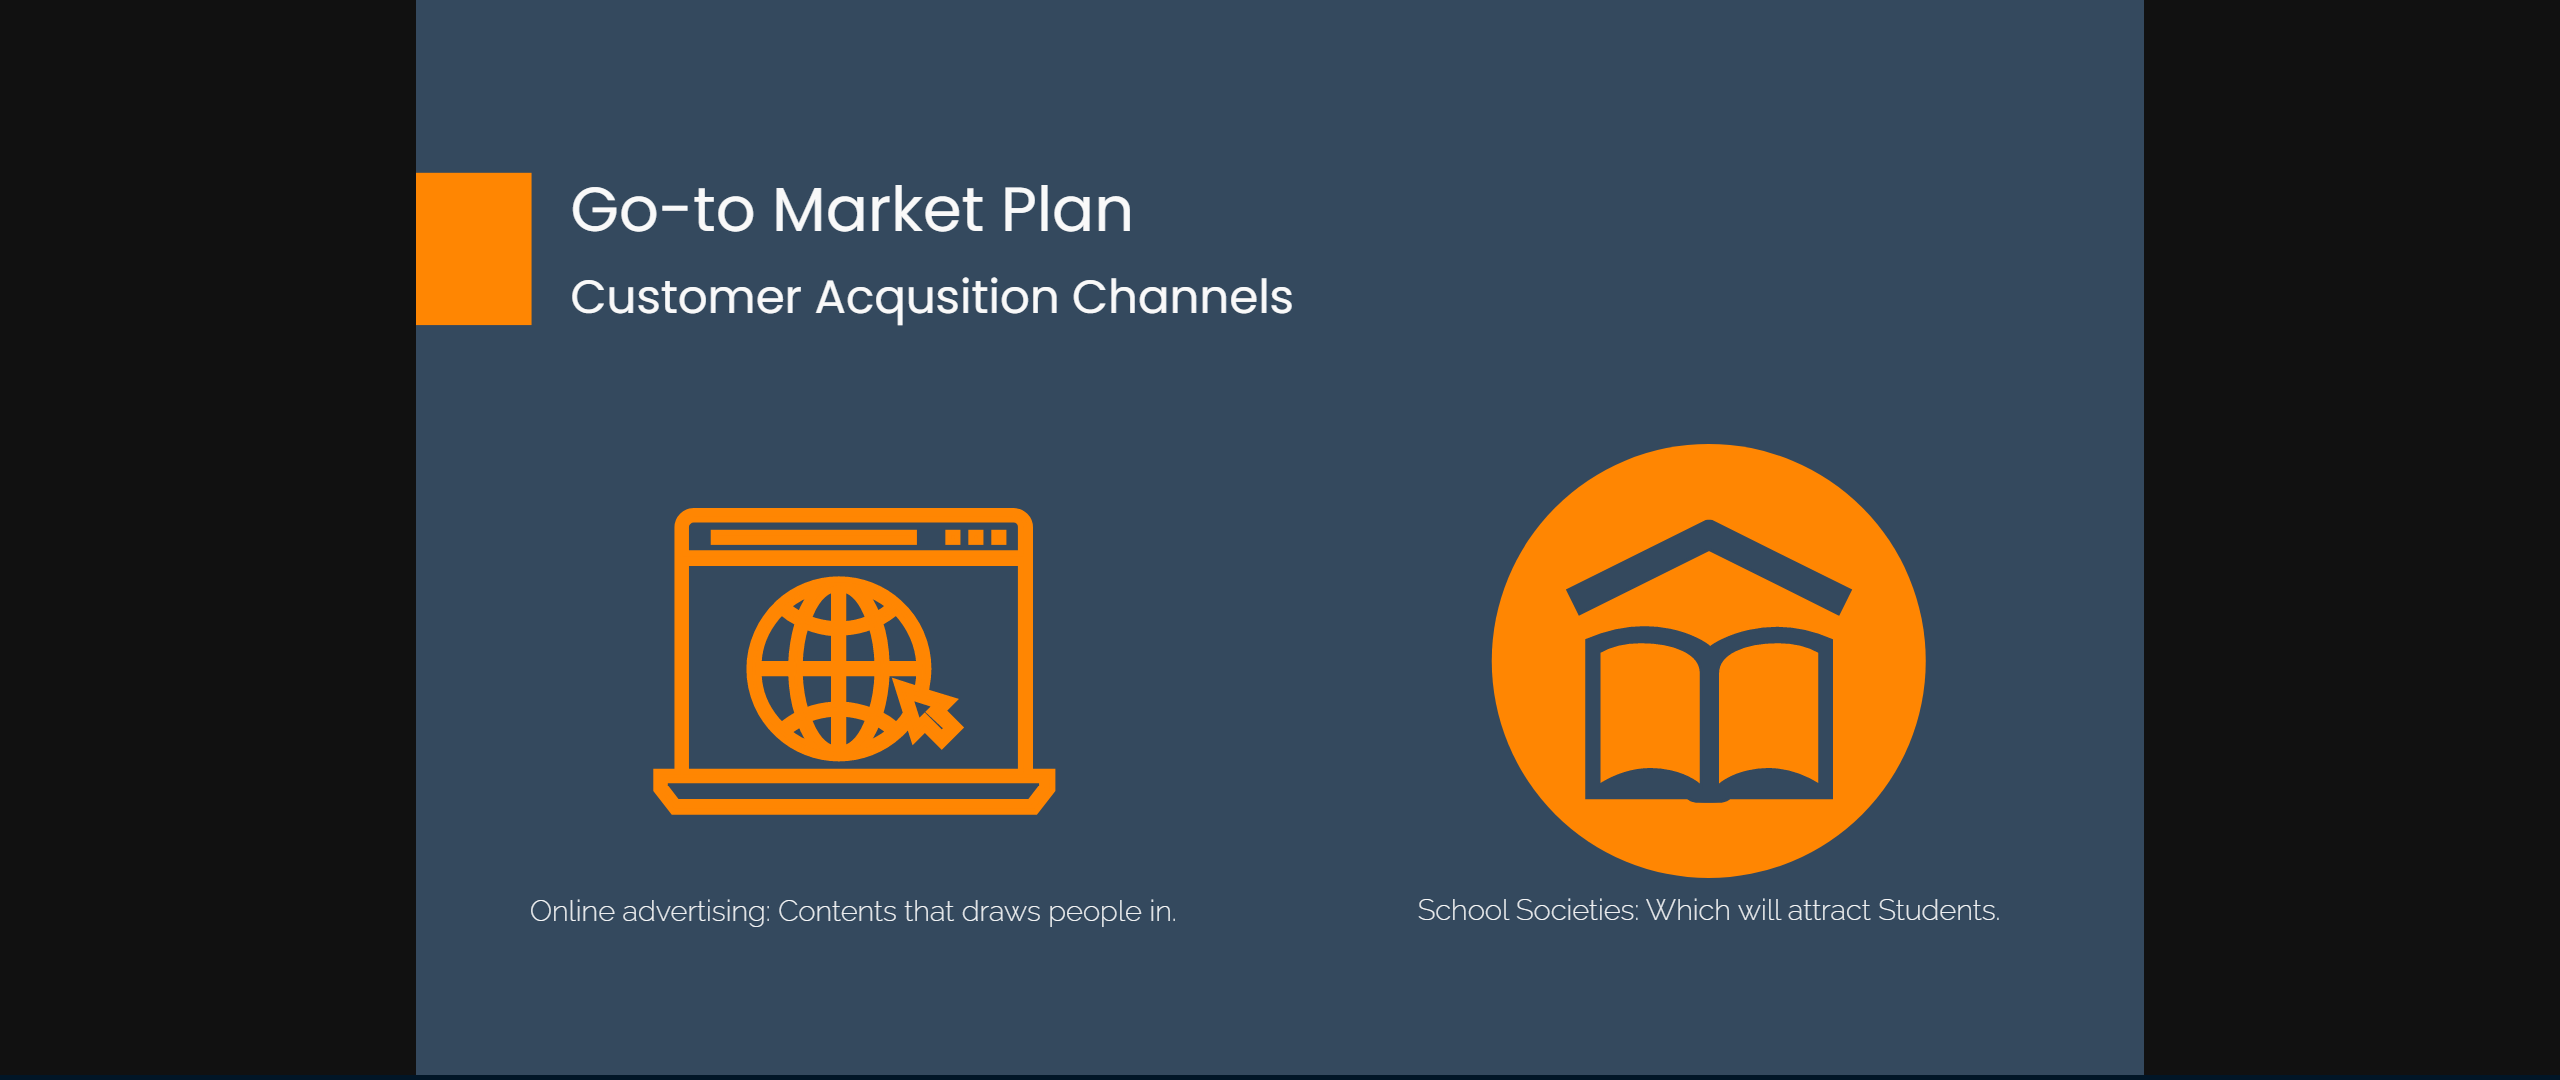 Go-to Market Plan
Customer Acqusition Channels
Online advertising: Contents that draws people in.
School Societies: Which will attract Students.